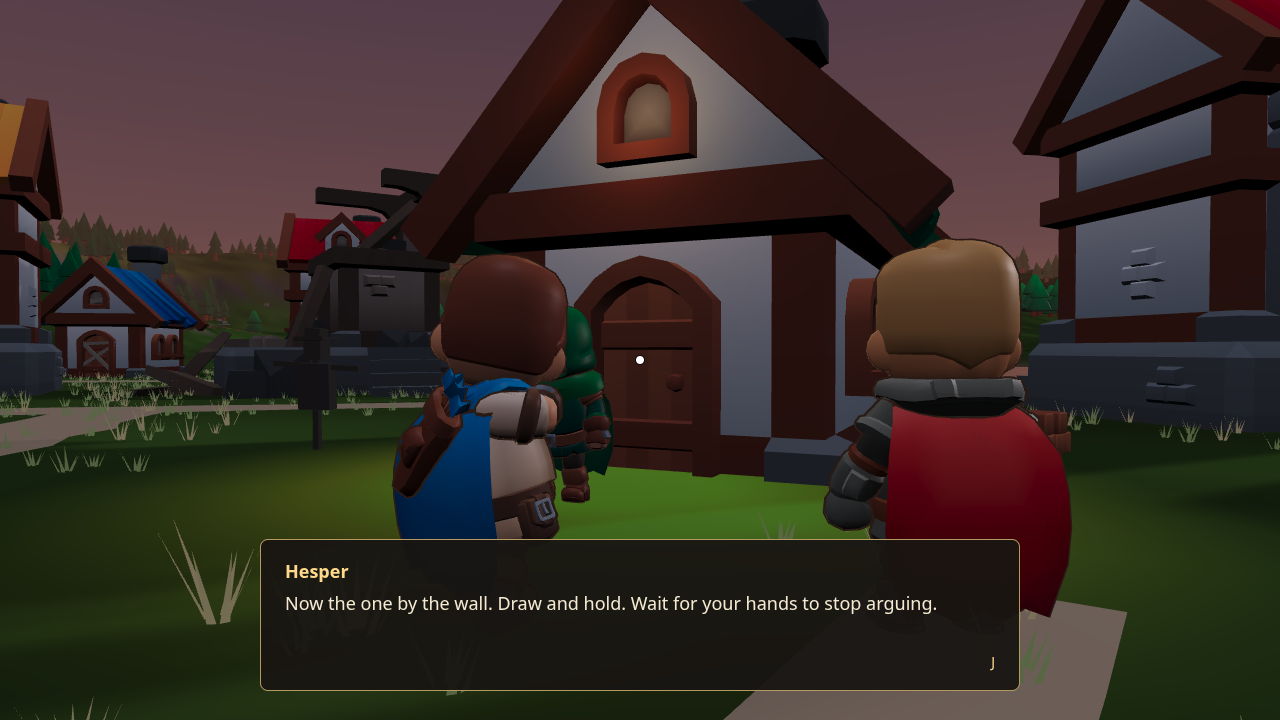 Hesper
Now the one by the wall. Draw and hold. Wait for your hands to stop arguing.
J